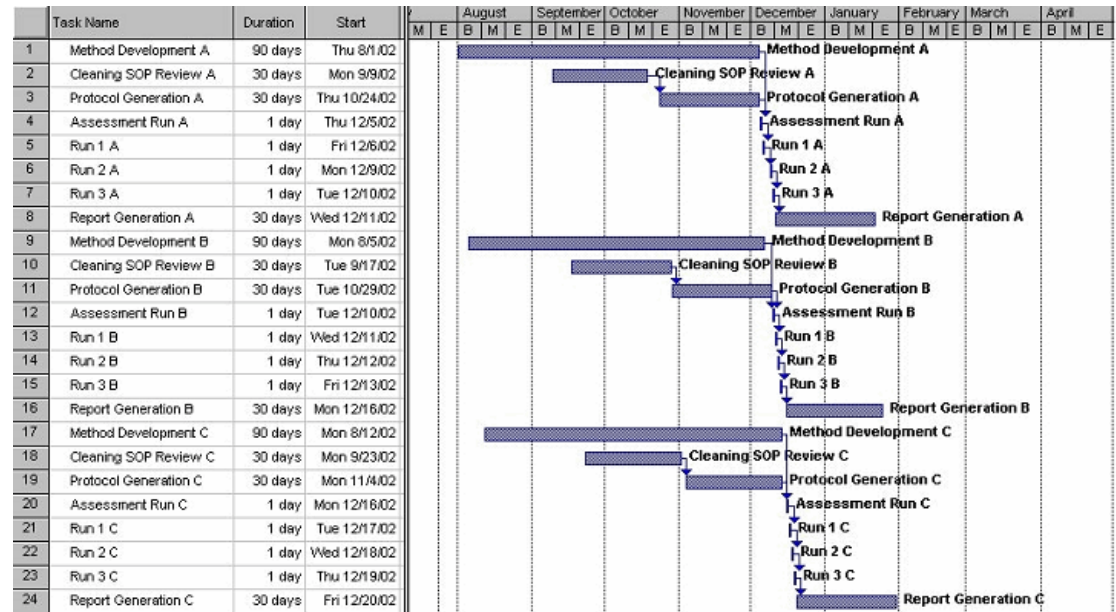 Task Name Duration Start August September October November December January February March April
M E B M E B M E B M E B M E B M E B M E B M E B M E B M E
1 Method Development A 90 days Thu 8/1/02 Method Development A
2 Cleaning SOP Review A 30 days Mon 9/9/02 Cleaning SOP Review A
3 Protocol Generation A 30 days Thu 10/24/02 Protocol Generation A
4 Assessment Run A 1 day Thu 12/5/02 Assessment Run A
5 Run 1 A 1 day Fri 12/6/02 Run 1 A
6 Run 2 A 1 day Mon 12/9/02 Run 2 A
7 Run 3 A 1 day Tue 12/10/02 Run 3 A
8 Report Generation A 30 days Wed 12/11/02 Report Generation A
9 Method Development B 90 days Mon 8/5/02 Method Development B
10 Cleaning SOP Review B 30 days Tue 9/17/02 Cleaning SOP Review B
11 Protocol Generation B 30 days Tue 10/29/02 Protocol Generation B
12 Assessment Run B 1 day Tue 12/10/02 Assessment Run B
13 Run 1 B 1 day Wed 12/11/02 Run 1 B
14 Run 2 B 1 day Thu 12/12/02 Run 2 B
15 Run 3 B 1 day Fri 12/13/02 Run 3 B
16 Report Generation B 30 days Mon 12/16/02 Report Generation B
17 Method Development C 90 days Mon 8/12/02 Method Development C
18 Cleaning SOP Review C 30 days Mon 9/23/02 Cleaning SOP Review C
19 Protocol Generation C 30 days Mon 11/4/02 Protocol Generation C
20 Assessment Run C 1 day Mon 12/16/02 Assessment Run C
21 Run 1 C 1 day Tue 12/17/02 Run 1 C
22 Run 2 C 1 day Wed 12/18/02 Run 2 C
23 Run 3 C 1 day Thu 12/19/02 Run 3 C
24 Report Generation C 30 days Fri 12/20/02 Report Generation C